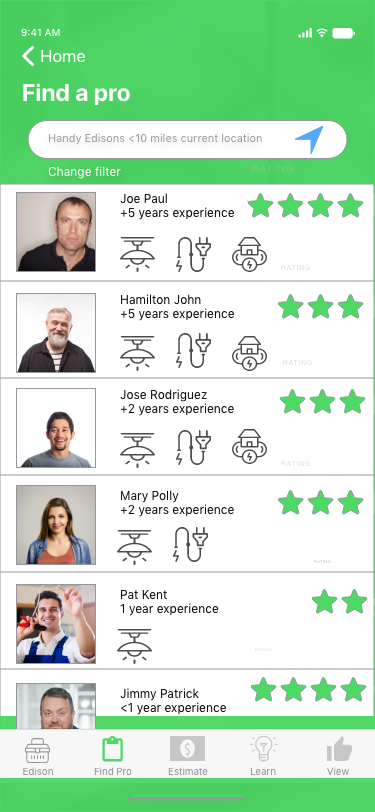 9:41 AM
Home
Find a pro
Handy Edisons <10 miles current location
Change filter
RATING
Joe Paul
+5 years experience
RATING
Hamilton John
+5 years experience
RATING
Jose Rodriguez
+2 years experience
RATING
Mary Polly
+2 years experience
RATING
Pat Kent
1 year experience
RATING
Jimmy Patrick
<1 year experience
$
Edison
Find Pro
Estimate
Learn
View